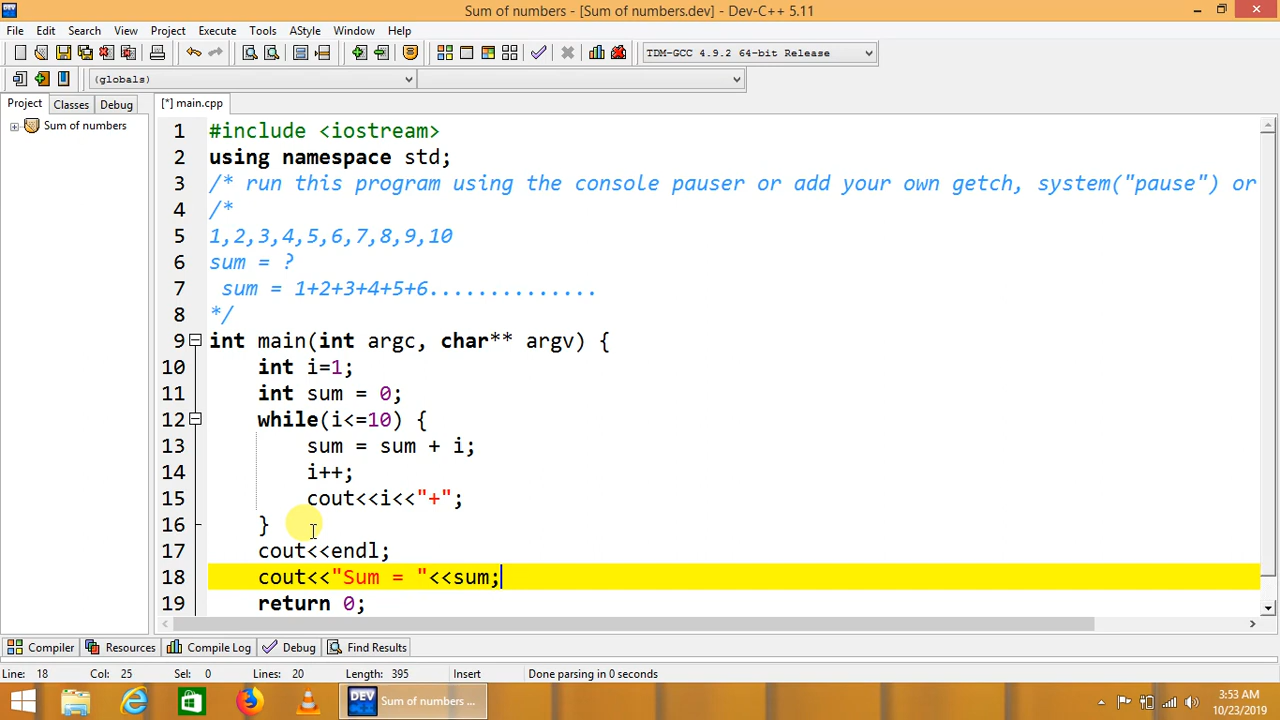 Sum of numbers - [Sum of numbers.dev] - Dev-C++ 5.11
File Edit Search View Project Execute Tools AStyle Window Help
TDM-GCC 4.9.2 64-bit Release
(globals)
Project Classes Debug [*] main.cpp
Sum of numbers
1 #include <iostream>
2 using namespace std;
3 /* run this program using the console pauser or add your own getch, system("pause") or
4 /*
5 1,2,3,4,5,6,7,8,9,10
6 sum = ?
7 sum = 1+2+3+4+5+6..............
8 */
9 int main(int argc, char** argv) {
10 int i=1;
11 int sum = 0;
12 while(i<=10) {
13 sum = sum + i;
14 i++;
15 cout<<i<<"+";
16 }
17 cout<<endl;
18 cout<<"Sum = "<<sum;
19 return 0;
Compiler Resources Compile Log Debug Find Results
Line: 18 Col: 25 Sel: 0 Lines: 20 Length: 395 Insert Done parsing in 0 seconds
DEV Sum of numbers ... 3:53 AM
10/23/2019